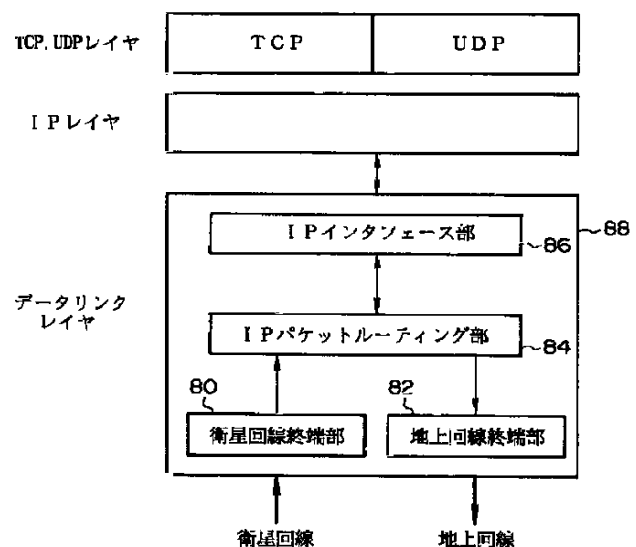 TCP, UDPレイヤ
TCP
UDP
IPレイヤ
IPインタフェース部
86
88
データリンク
レイヤ
IPパケットルーティング部
84
80
82
衛星回線終端部
地上回線終端部
衛星回線
地上回線